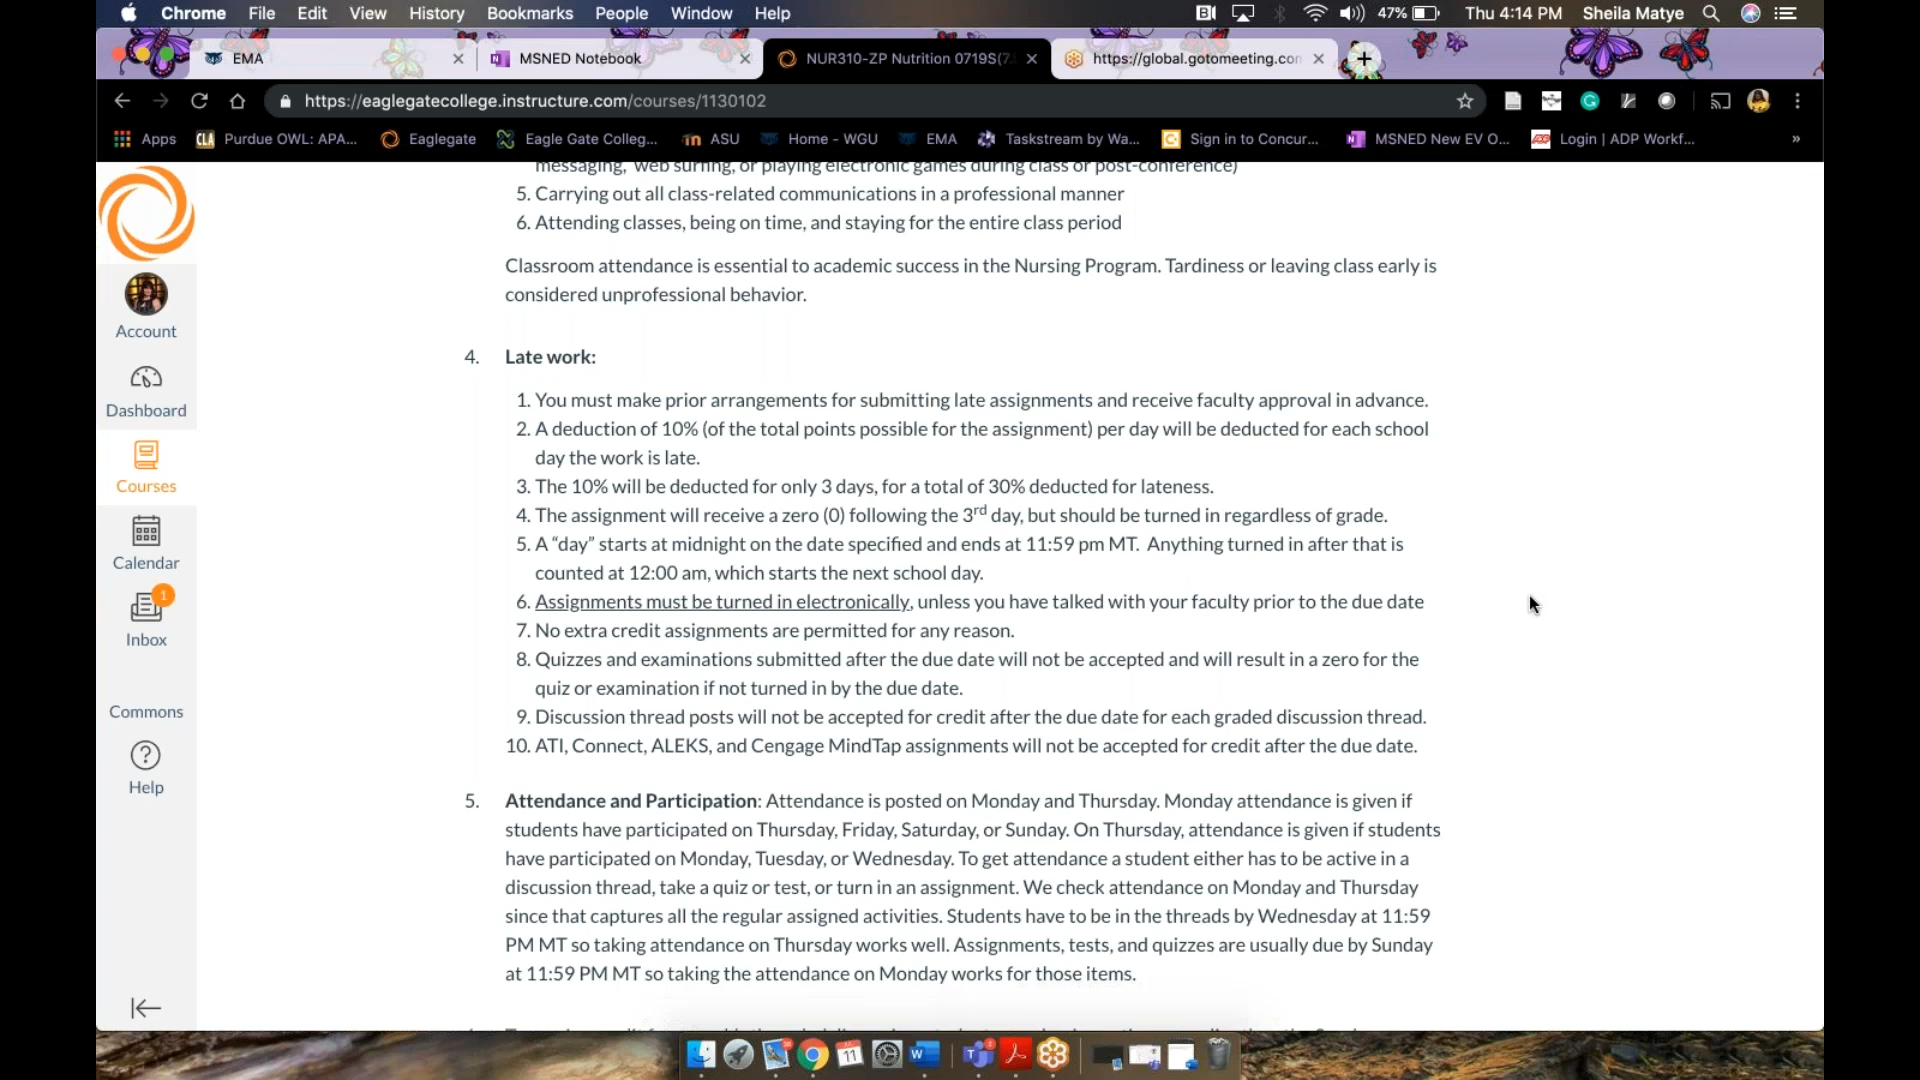 Chrome File Edit View History Bookmarks People Window Help 47% Thu 4:14 PM Sheila Matye
EMA MSNED Notebook NUR310-ZP Nutrition 0719S(7. https://global.gotomeeting.con
https://eaglegatecollege.instructure.com/courses/1130102
Apps CLA Purdue OWL: APA... Eaglegate Eagle Gate Colleg... ASU Home - WGU EMA Taskstream by Wa... Sign in to Concur... MSNED New EV O... Login | ADP Workf... »
messaging, web surfing, or playing electronic games during class or post-conference)
5. Carrying out all class-related communications in a professional manner
6. Attending classes, being on time, and staying for the entire class period
Classroom attendance is essential to academic success in the Nursing Program. Tardiness or leaving class early is
considered unprofessional behavior.
4. Late work:
1. You must make prior arrangements for submitting late assignments and receive faculty approval in advance.
2. A deduction of 10% (of the total points possible for the assignment) per day will be deducted for each school
day the work is late.
3. The 10% will be deducted for only 3 days, for a total of 30% deducted for lateness.
4. The assignment will receive a zero (0) following the 3rd day, but should be turned in regardless of grade.
5. A “day” starts at midnight on the date specified and ends at 11:59 pm MT. Anything turned in after that is
counted at 12:00 am, which starts the next school day.
6. Assignments must be turned in electronically, unless you have talked with your faculty prior to the due date
7. No extra credit assignments are permitted for any reason.
8. Quizzes and examinations submitted after the due date will not be accepted and will result in a zero for the
quiz or examination if not turned in by the due date.
9. Discussion thread posts will not be accepted for credit after the due date for each graded discussion thread.
10. ATI, Connect, ALEKS, and Cengage MindTap assignments will not be accepted for credit after the due date.
5. Attendance and Participation: Attendance is posted on Monday and Thursday. Monday attendance is given if
students have participated on Thursday, Friday, Saturday, or Sunday. On Thursday, attendance is given if students
have participated on Monday, Tuesday, or Wednesday. To get attendance a student either has to be active in a
discussion thread, take a quiz or test, or turn in an assignment. We check attendance on Monday and Thursday
since that captures all the regular assigned activities. Students have to be in the threads by Wednesday at 11:59
PM MT so taking attendance on Thursday works well. Assignments, tests, and quizzes are usually due by Sunday
at 11:59 PM MT so taking the attendance on Monday works for those items.
Account
Dashboard
Courses
Calendar
1
Inbox
Commons
Help
11